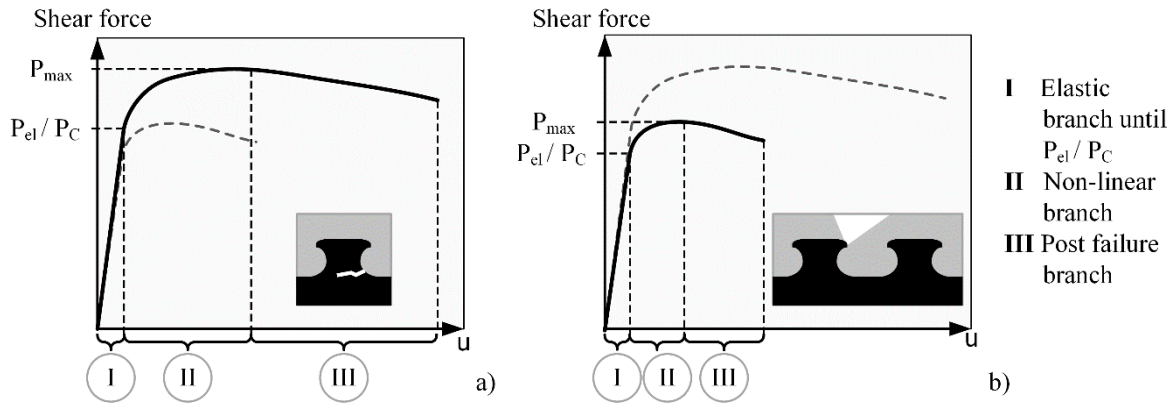 Shear force
P_max
P_el / P_C
u
I
II
III
a)
Shear force
P_max
P_el / P_C
u
I
II
III
b)
I Elastic
branch until
P_el / P_C
II Non-linear
branch
III Post failure
branch